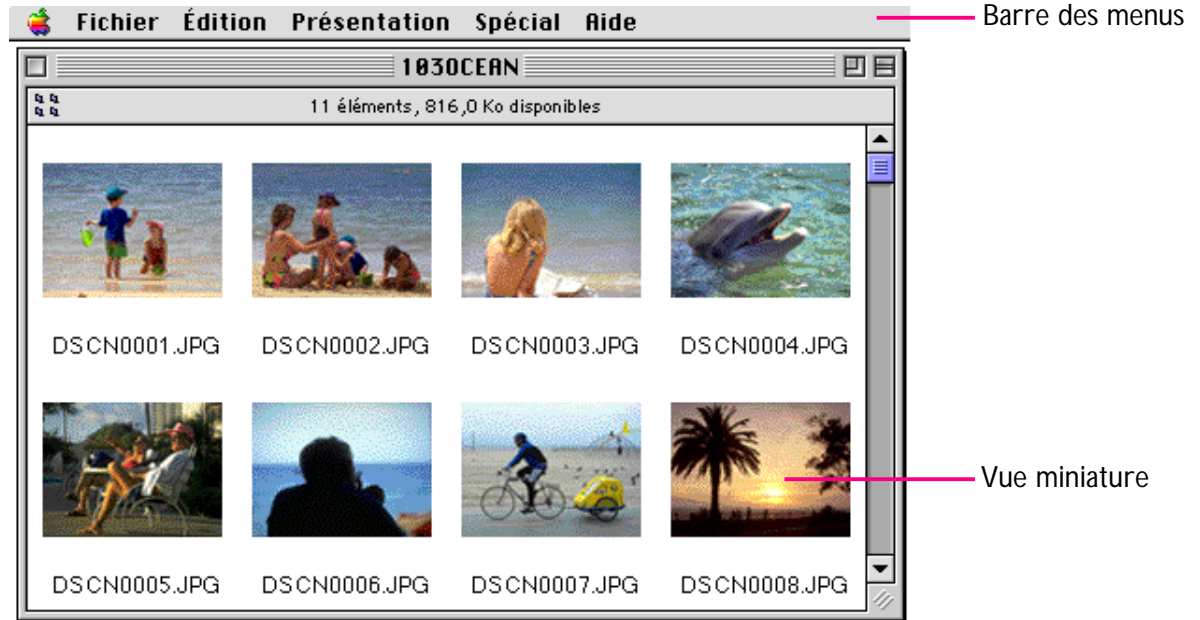 Fichier Édition Présentation Spécial Aide
Barre des menus
103OCEAN
11 éléments, 816,0 Ko disponibles
DSCN0001.JPG DSCN0002.JPG DSCN0003.JPG DSCN0004.JPG
Vue miniature
DSCN0005.JPG DSCN0006.JPG DSCN0007.JPG DSCN0008.JPG